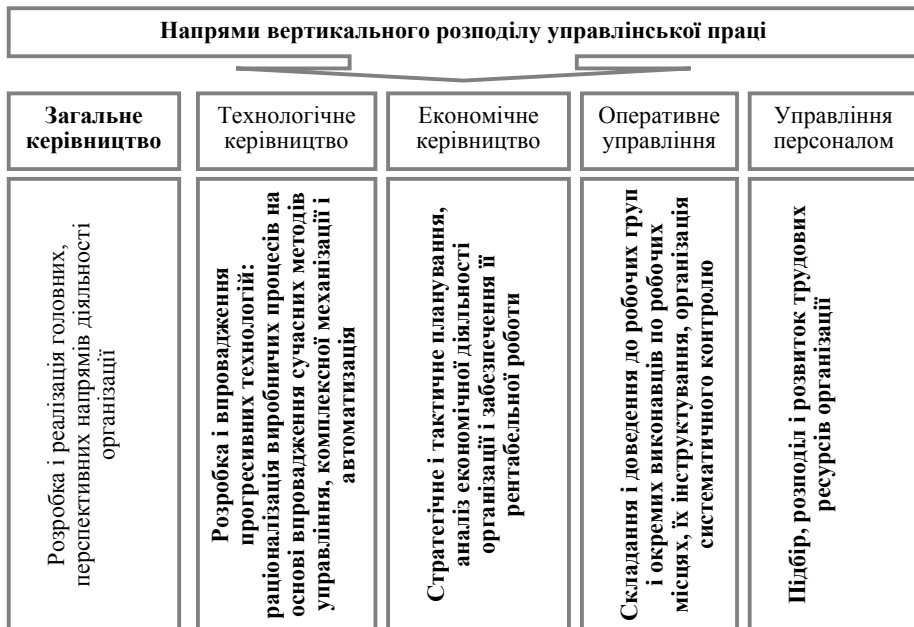 Напрями вертикального розподілу управлінської праці
Загальне
керівництво
Технологічне
керівництво
Економічне
керівництво
Оперативне
управління
Управління
персоналом
Розробка і реалізація головних,
перспективних напрямів діяльності
організації
Розробка і впровадження
прогресивних технологій:
раціоналізація виробничих процесів на
основі впровадження сучасних методів
управління, комплексної механізації і
автоматизація
Стратегічне і тактичне планування,
аналіз економічної діяльності
організації і забезпечення її
рентабельної роботи
Складання і доведення до робочих груп
і окремих виконавців по робочих
місцях, їх інструктування, організація
систематичного контролю
Підбір, розподіл і розвиток трудових
ресурсів організації